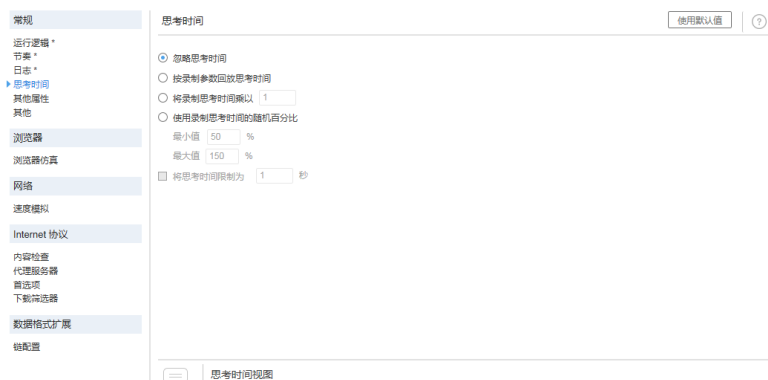 常规
运行逻辑 *
节奏 *
日志 *
思考时间
其他属性
其他
浏览器
浏览器仿真
网络
速度模拟
Internet 协议
内容检查
代理服务器
首选项
下载筛选器
数据格式扩展
链配置
思考时间
使用默认值
?
忽略思考时间
按录制参数回放思考时间
将录制思考时间乘以 1
使用录制思考时间的随机百分比
最小值 50 %
最大值 150 %
将思考时间限制为 1 秒
思考时间视图